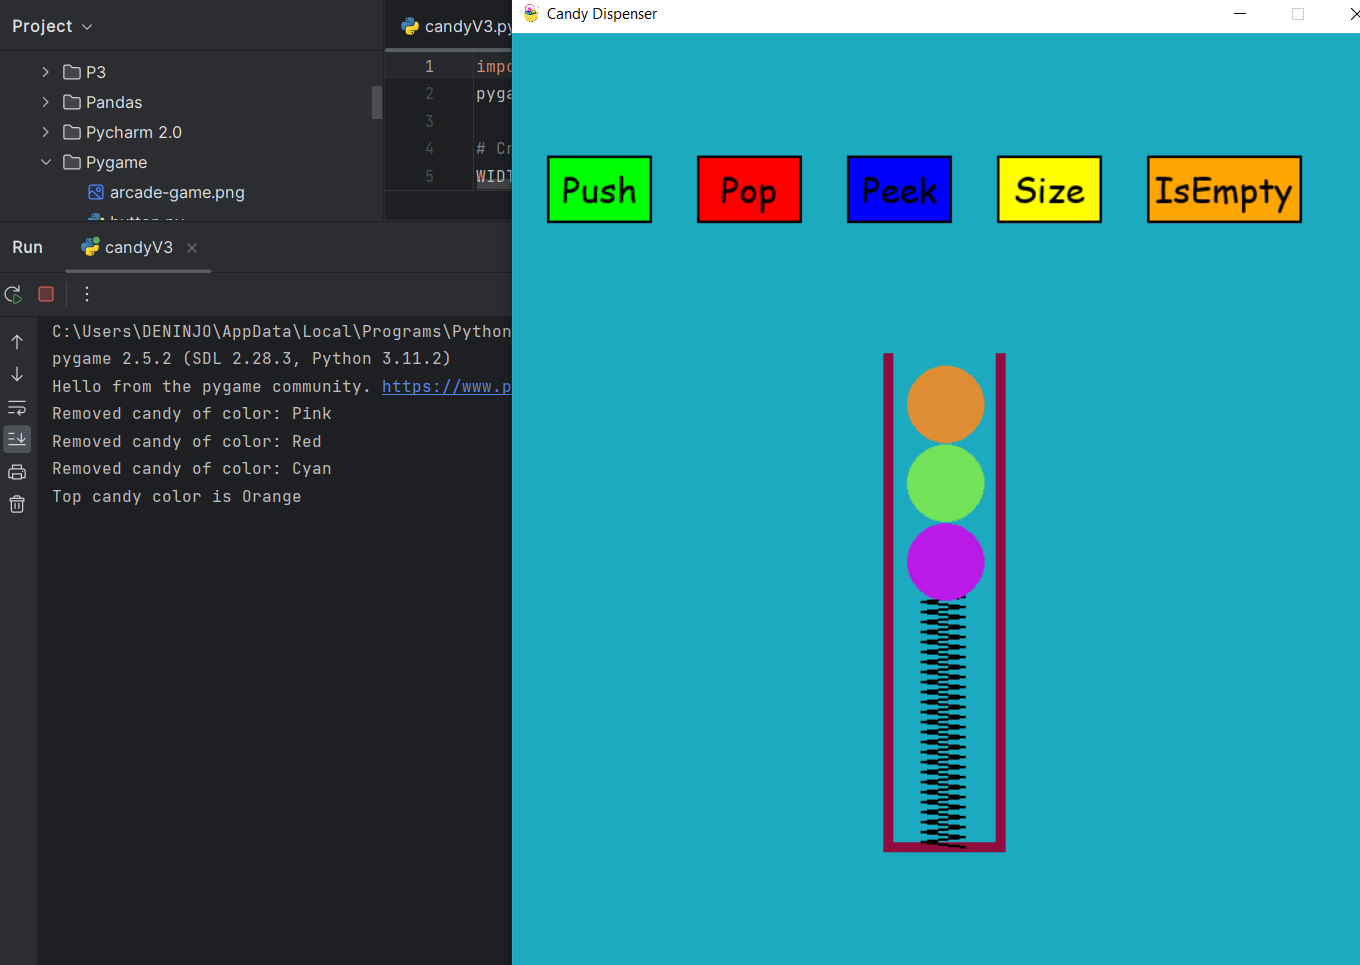 Project
candyV3.py
Candy Dispenser
P3
Pandas
Pycharm 2.0
Pygame
arcade-game.png
1
2 pyga
3
4 # Cr
5 WIDT
Push Pop Peek Size IsEmpty
Run candyV3
C:\Users\DENINJO\AppData\Local\Programs\Python
pygame 2.5.2 (SDL 2.28.3, Python 3.11.2)
Hello from the pygame community. https://www.p
Removed candy of color: Pink
Removed candy of color: Red
Removed candy of color: Cyan
Top candy color is Orange